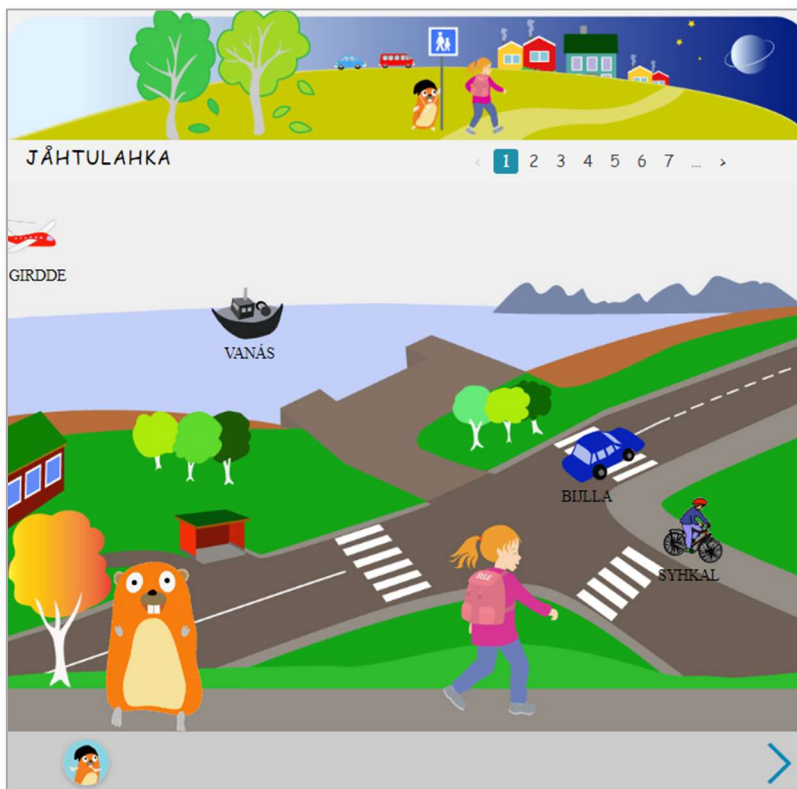 JÅHTULAHKA
‹ 1 2 3 4 5 6 7 ... ›
GIRDDE
VANÁS
BIJLLA
SYHKAL